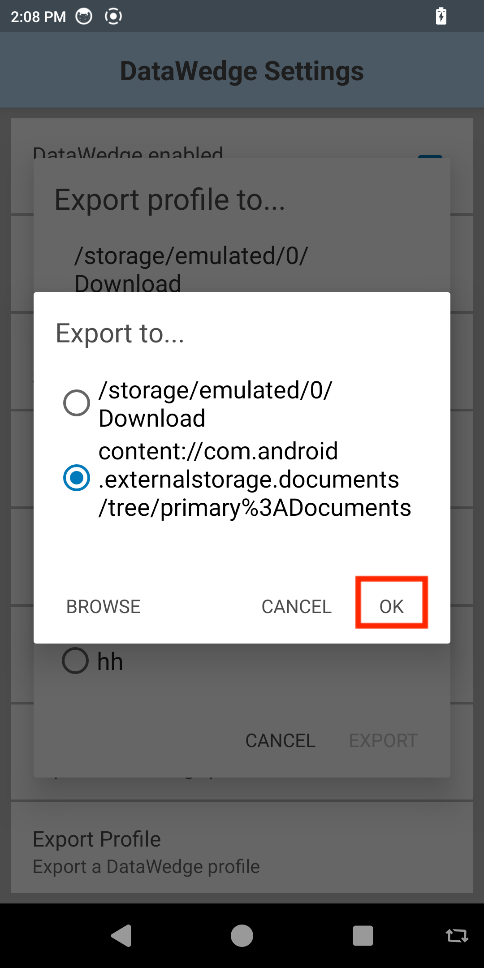 2:08 PM
DataWedge Settings
DataWedge enabled
Export profile to...
/storage/emulated/0/
Download
Export to...
/storage/emulated/0/
Download
content://com.android
.externalstorage.documents
/tree/primary%3ADocuments
BROWSE CANCEL OK
hh
CANCEL EXPORT
Export Profile
Export a DataWedge profile